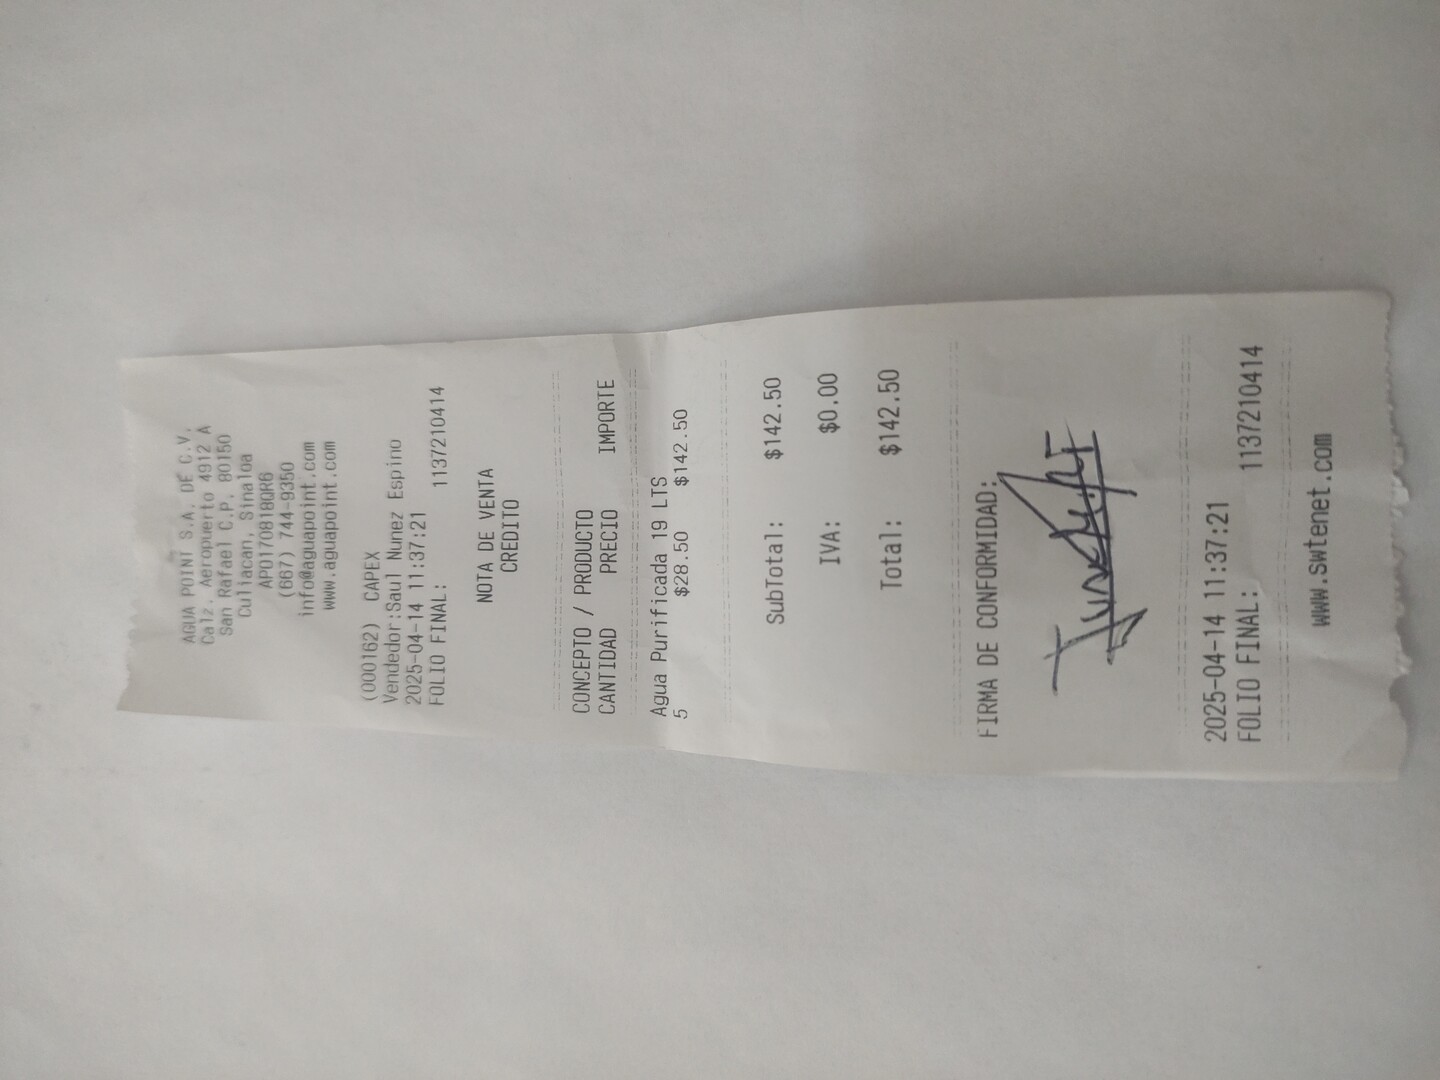 AGUA POINT S.A. DE C.V.
Calz. Aeropuerto 4912 A
San Rafael C.P. 80150
Culiacan, Sinaloa
APO170818QR6
(667) 744-9350
info@aguapoint.com
www.aguapoint.com
(000162) CAPEX
Vendedor:Saul Nunez Espino
2025-04-14 11:37:21
FOLIO FINAL: 1137210414
NOTA DE VENTA
CREDITO
CONCEPTO / PRODUCTO
CANTIDAD PRECIO IMPORTE
Agua Purificada 19 LTS
5 $28.50 $142.50
SubTotal: $142.50
IVA: $0.00
Total: $142.50
FIRMA DE CONFORMIDAD:
2025-04-14 11:37:21
FOLIO FINAL: 1137210414
www.swtenet.com